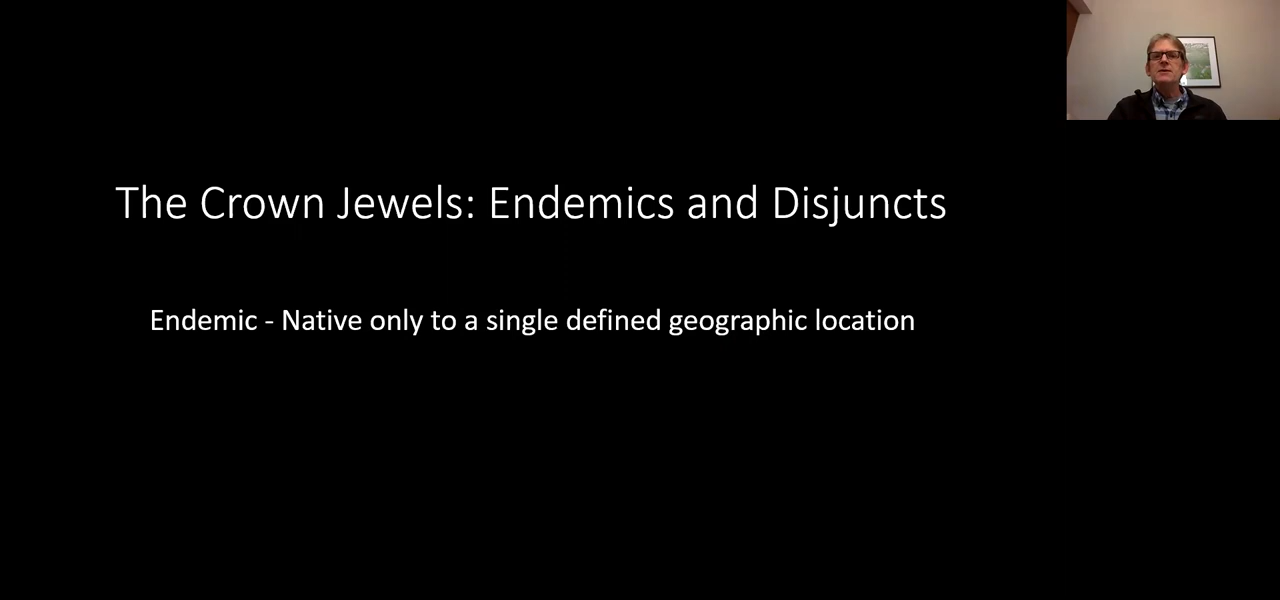 The Crown Jewels: Endemics and Disjuncts
Endemic - Native only to a single defined geographic location